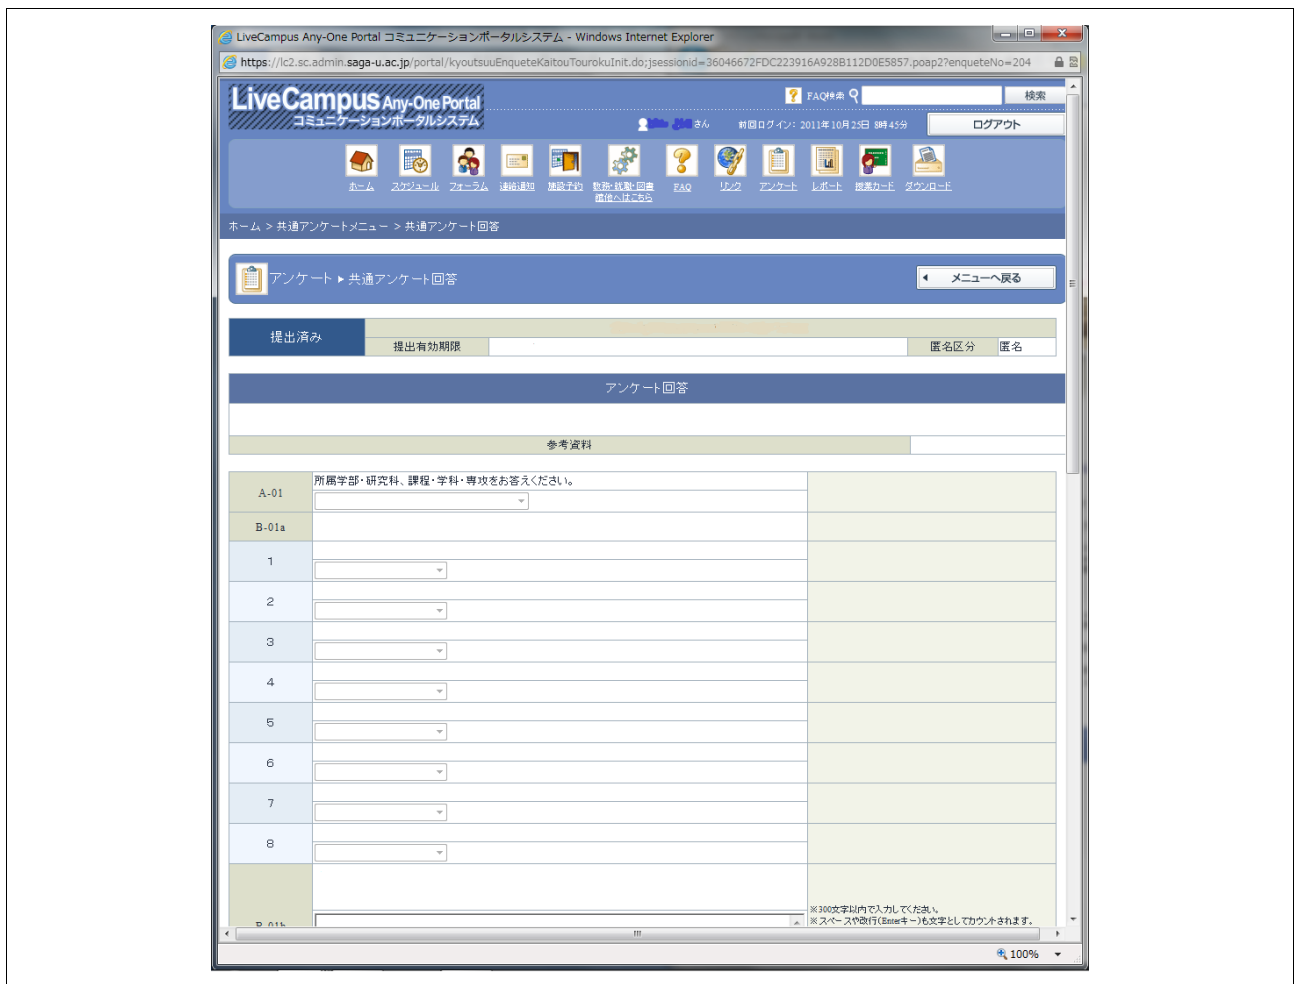 LiveCampus Any-One Portal コミュニケーションポータルシステム - Windows Internet Explorer
https://lc2.sc.admin.saga-u.ac.jp/portal/kyoutsuuEnqueteKaitouTourokuInit.do;jsessionid=36046672FDC223916A928B112D0E5857.poap2?enqueteNo=204
LiveCampus Any-One Portal
コミュニケーションポータルシステム
FAQ検索
検索
さん
前回ログイン: 2011年10月25日 8時45分
ログアウト
ホーム
スケジュール
フォーラム
連絡通知
施設予約
教務・就職・図書
館他へはこちら
FAQ
リンク
アンケート
レポート
授業カード
ダウンロード
ホーム > 共通アンケートメニュー > 共通アンケート回答
アンケート ▶ 共通アンケート回答
メニューへ戻る
提出済み
提出有効期限
匿名区分
匿名
アンケート回答
参考資料
A-01
所属学部・研究科、課程・学科・専攻をお答えください。
B-01a
1
2
3
4
5
6
7
8
B-01b
※300文字以内で入力してください。
※スペースや改行(Enterキー)も文字としてカウントされます。
100%